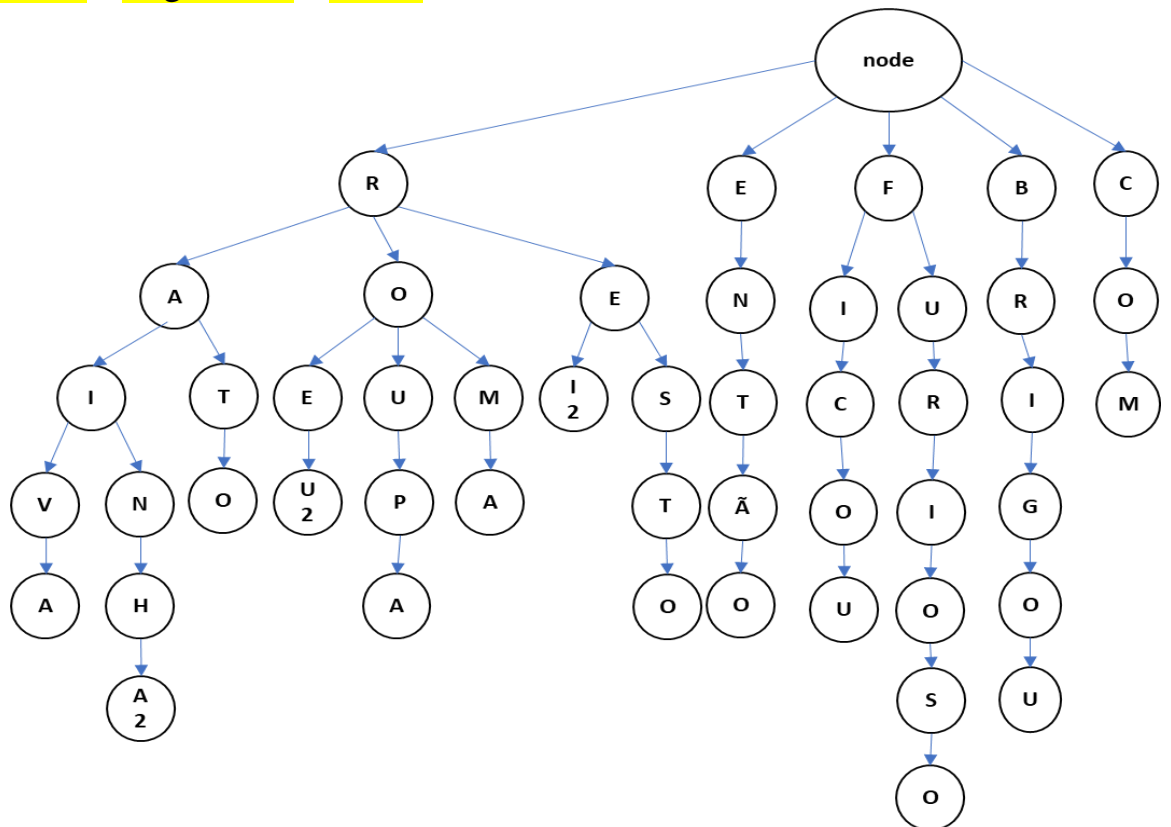 node
R E F B C
A O E N I U R O
I T E U M I 2 S T C R I M
V N O U 2 P A T Ã O I G
A H A O O U O O
A 2 S U
O